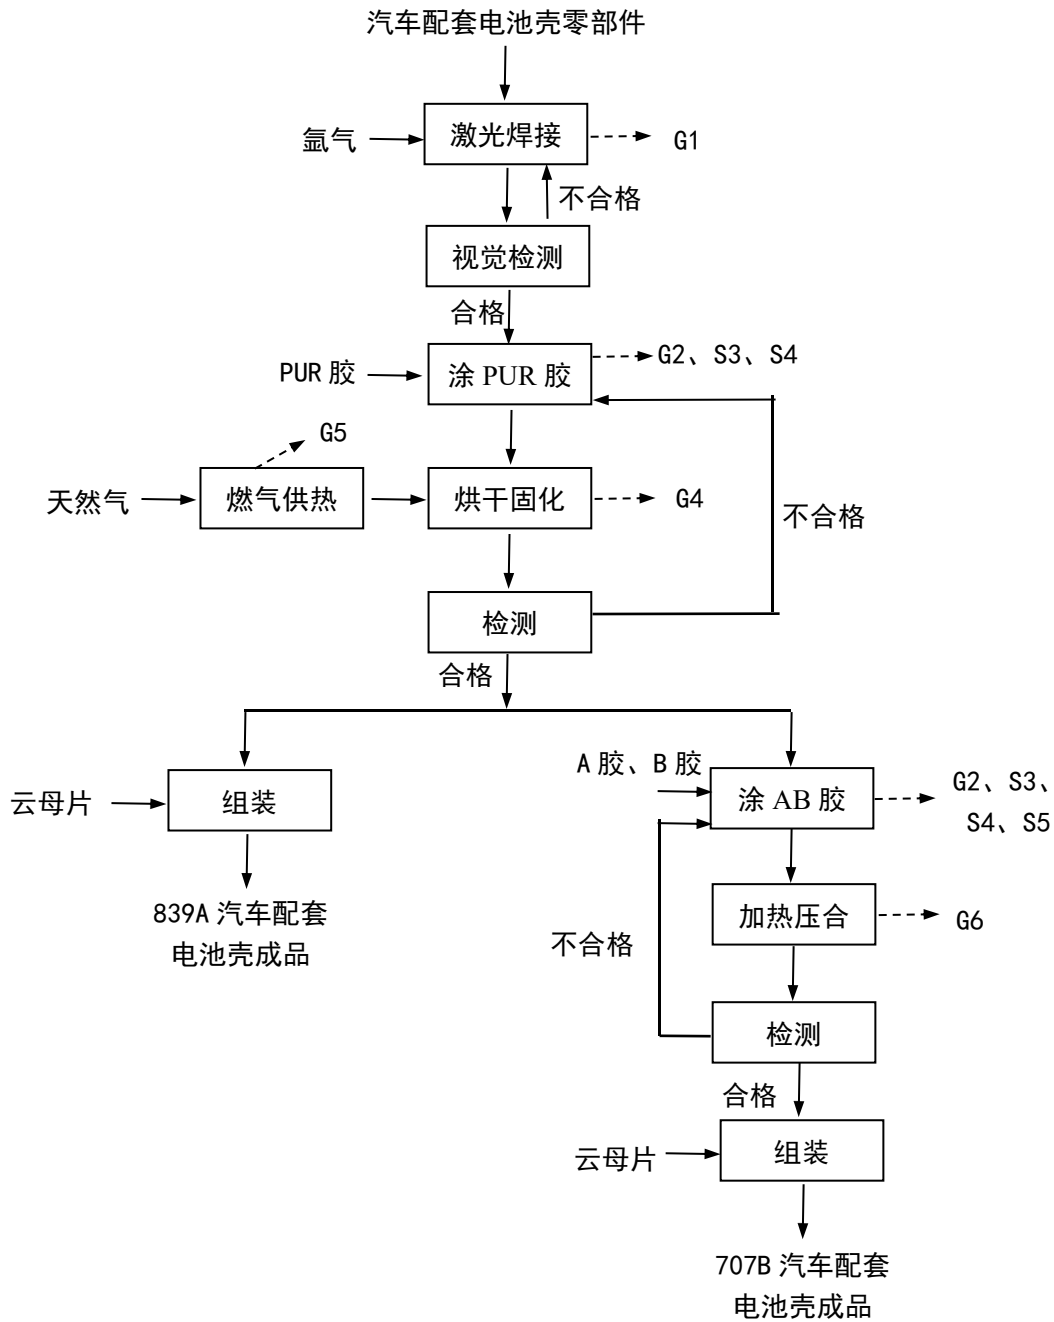 汽车配套电池壳零部件
氩气
激光焊接
G1
不合格
视觉检测
合格
PUR 胶
涂 PUR 胶
G2、S3、S4
G5
天然气
燃气供热
烘干固化
G4
不合格
检测
合格
云母片
组装
839A 汽车配套
电池壳成品
A 胶、B 胶
涂 AB 胶
G2、S3、
S4、S5
加热压合
G6
不合格
检测
合格
云母片
组装
707B 汽车配套
电池壳成品